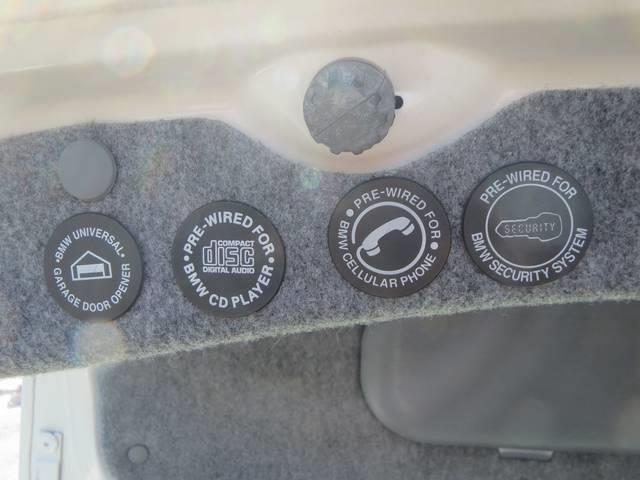 • BMW UNIVERSAL •
GARAGE DOOR OPENER
• PRE-WIRED FOR •
COMPACT
disc
DIGITAL AUDIO
BMW CD PLAYER
• PRE-WIRED FOR •
BMW CELLULAR PHONE
PRE-WIRED FOR
SECURITY
BMW SECURITY SYSTEM